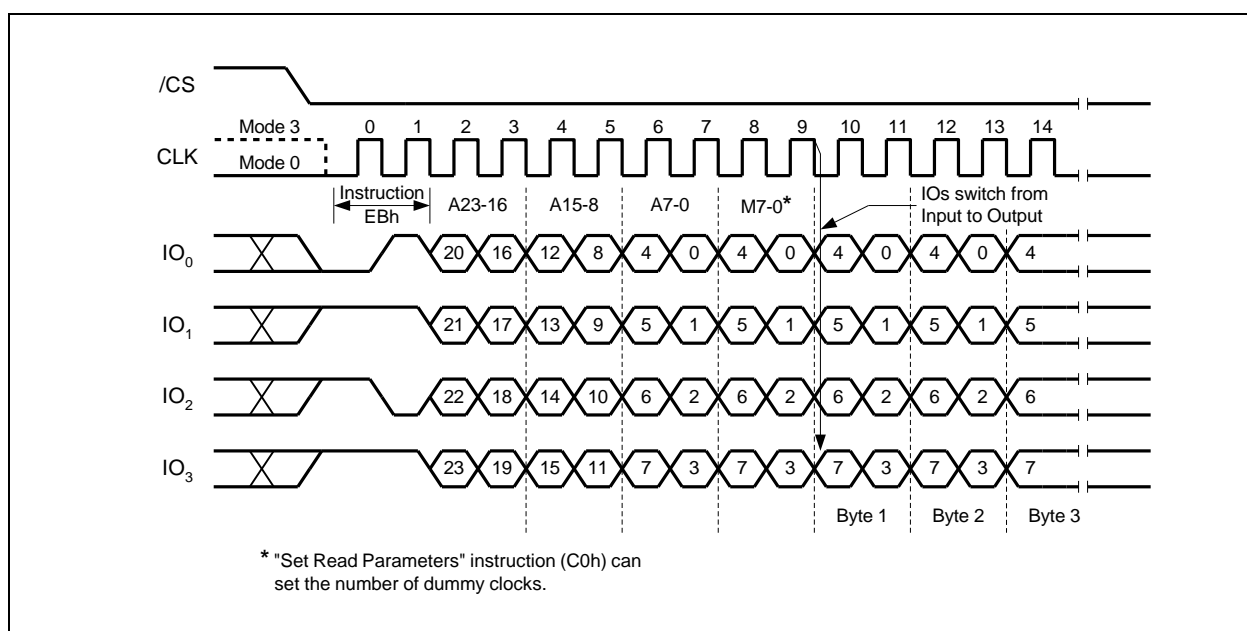 /CS
Mode 3 0 1 2 3 4 5 6 7 8 9 10 11 12 13 14
CLK
Mode 0
Instruction
EBh A23-16 A15-8 A7-0 M7-0*
IOs switch from
Input to Output
IO0 20 16 12 8 4 0 4 0 4 0 4 0 4
IO1 21 17 13 9 5 1 5 1 5 1 5 1 5
IO2 22 18 14 10 6 2 6 2 6 2 6 2 6
IO3 23 19 15 11 7 3 7 3 7 3 7 3 7
Byte 1 Byte 2 Byte 3
* "Set Read Parameters" instruction (C0h) can
set the number of dummy clocks.